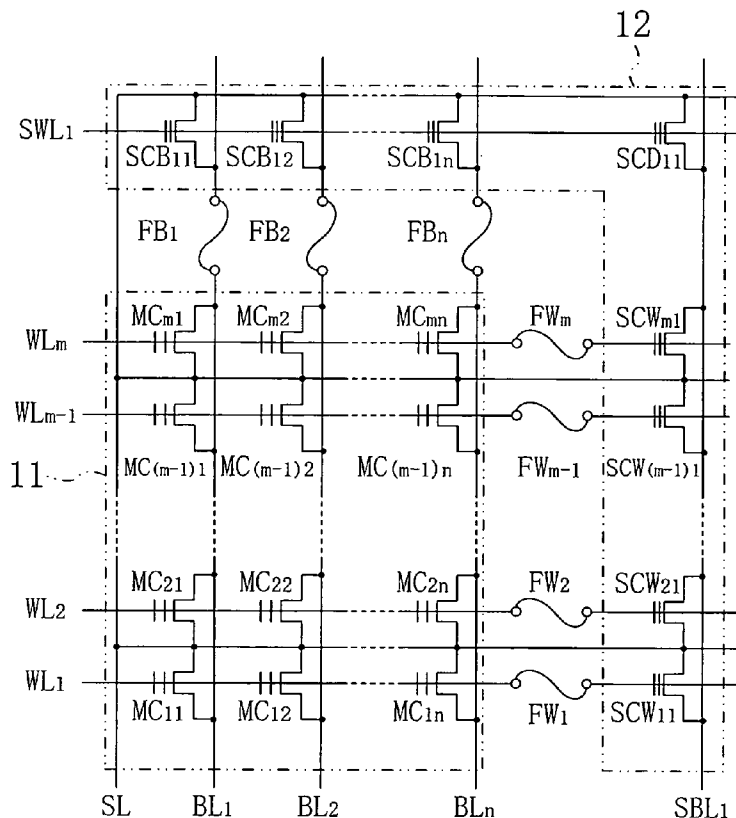 12
SWL1
SCB11 SCB12 SCB1n SCD11
FB1 FB2 FBn
MCm1 MCm2 MCmn FWm SCWm1
WLm
WLm-1
11 MC(m-1)1 MC(m-1)2 MC(m-1)n FWm-1 SCW(m-1)1
MC21 MC22 MC2n FW2 SCW21
WL2
WL1
MC11 MC12 MC1n FW1 SCW11
SL BL1 BL2 BLn SBL1